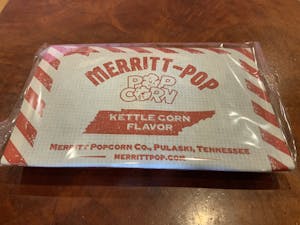 MERRITT-POP
POP
CORN
KETTLE CORN
FLAVOR
MERRITT POPCORN CO., PULASKI, TENNESSEE
MERRITTPOP.COM